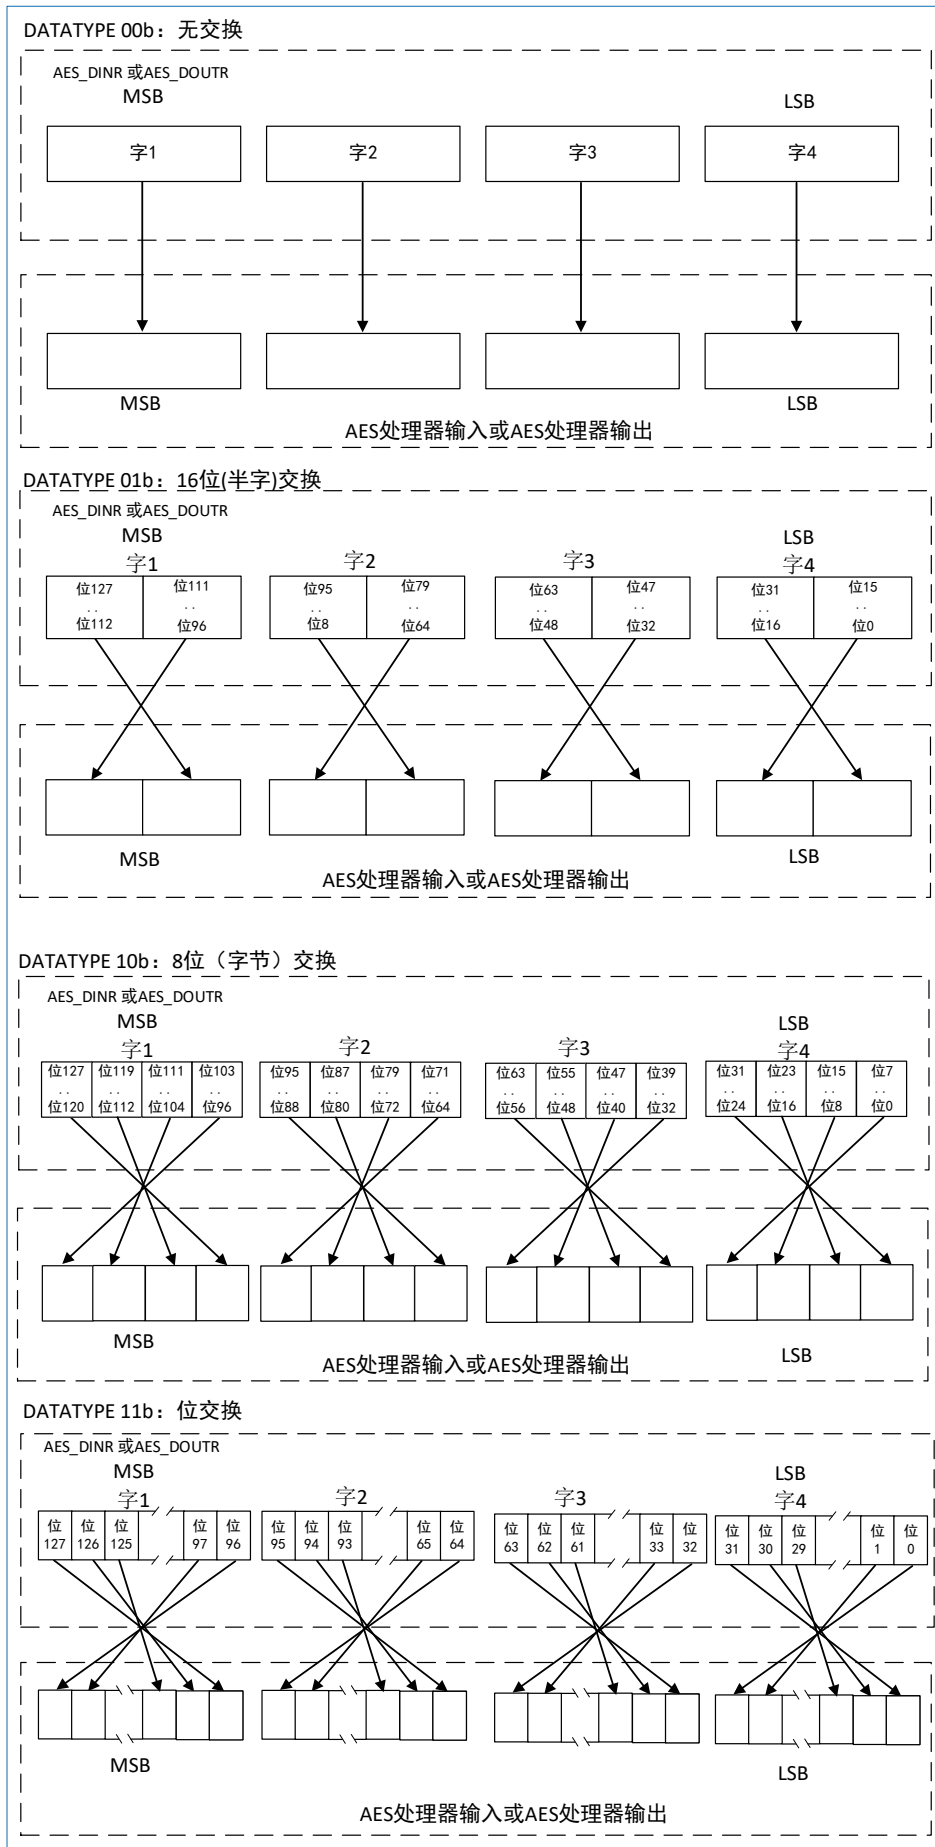 DATATYPE 00b：无交换
AES_DINR 或AES_DOUTR
MSB LSB
字1 字2 字3 字4
MSB LSB
AES处理器输入或AES处理器输出
DATATYPE 01b：16位(半字)交换
AES_DINR 或AES_DOUTR
MSB LSB
字1 字2 字3 字4
位127 位111 位95 位79 位63 位47 位31 位15
.. .. .. .. .. .. .. ..
位112 位96 位8 位64 位48 位32 位16 位0
MSB LSB
AES处理器输入或AES处理器输出
DATATYPE 10b：8位（字节）交换
AES_DINR 或AES_DOUTR
MSB LSB
字1 字2 字3 字4
位127 位119 位111 位103 位95 位87 位79 位71 位63 位55 位47 位39 位31 位23 位15 位7
.. .. .. .. .. .. .. .. .. .. .. .. .. .. .. ..
位120 位112 位104 位96 位88 位80 位72 位64 位56 位48 位40 位32 位24 位16 位8 位0
MSB LSB
AES处理器输入或AES处理器输出
DATATYPE 11b：位交换
AES_DINR 或AES_DOUTR
MSB LSB
字1 字2 字3 字4
位 位 位 位 位 位 位 位 位 位 位 位 位 位 位 位 位 位 位 位
127 126 125 97 96 95 94 93 65 64 63 62 61 33 32 31 30 29 1 0
MSB LSB
AES处理器输入或AES处理器输出